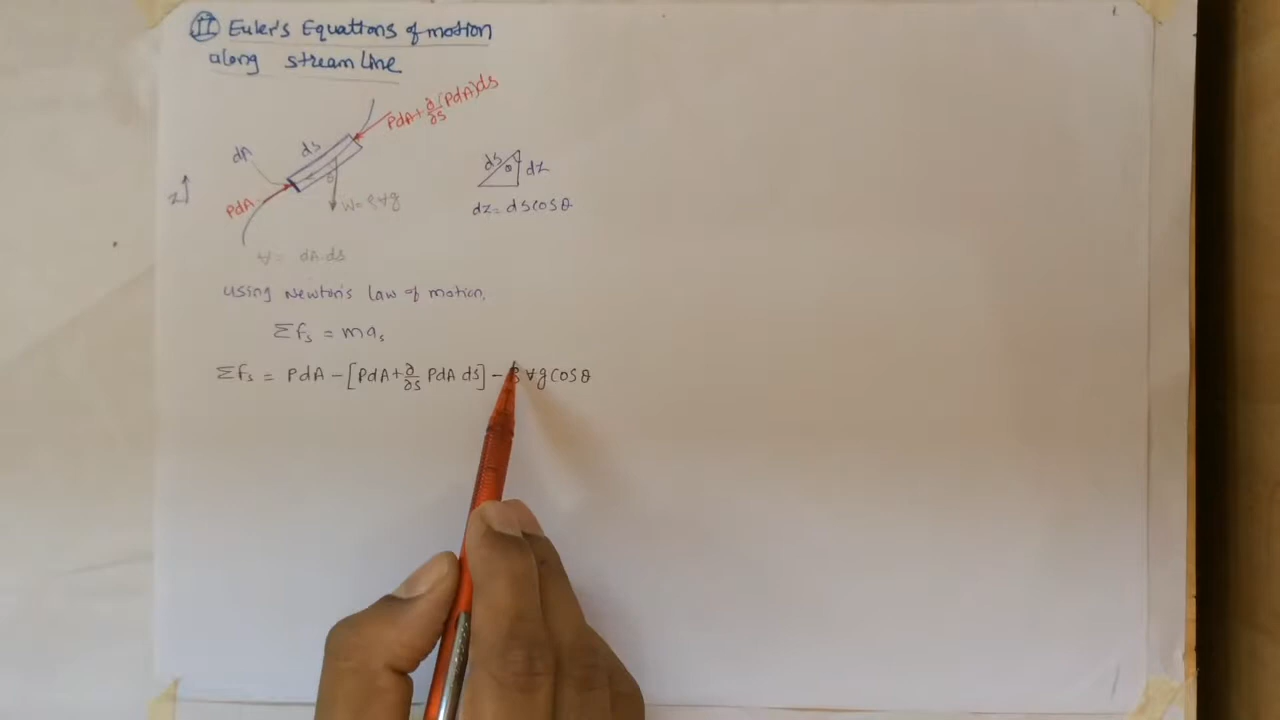 II Euler's Equations of motion
along stream line
PdA+∂/∂s(PdA)ds
ds
dA
ds θ dz
Z
PdA
θ
W=ρ∀g
dz= dscosθ
∀= dA.ds
Using Newton's law of motion,
Σfs = mas
Σfs = PdA-[PdA+∂/∂s PdA ds]-ρ∀gcosθ